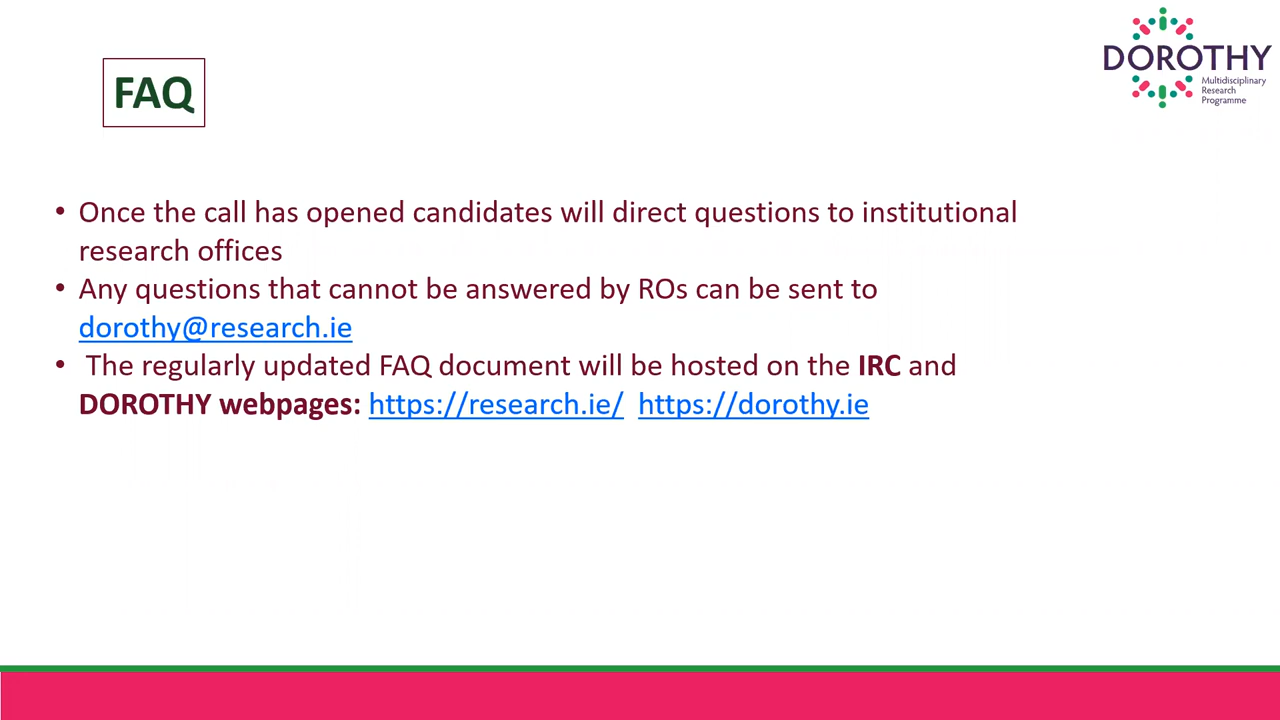 DOROTHY
Multidisciplinary
Research
Programme
FAQ
• Once the call has opened candidates will direct questions to institutional
research offices
• Any questions that cannot be answered by ROs can be sent to
dorothy@research.ie
• The regularly updated FAQ document will be hosted on the IRC and
DOROTHY webpages: https://research.ie/ https://dorothy.ie